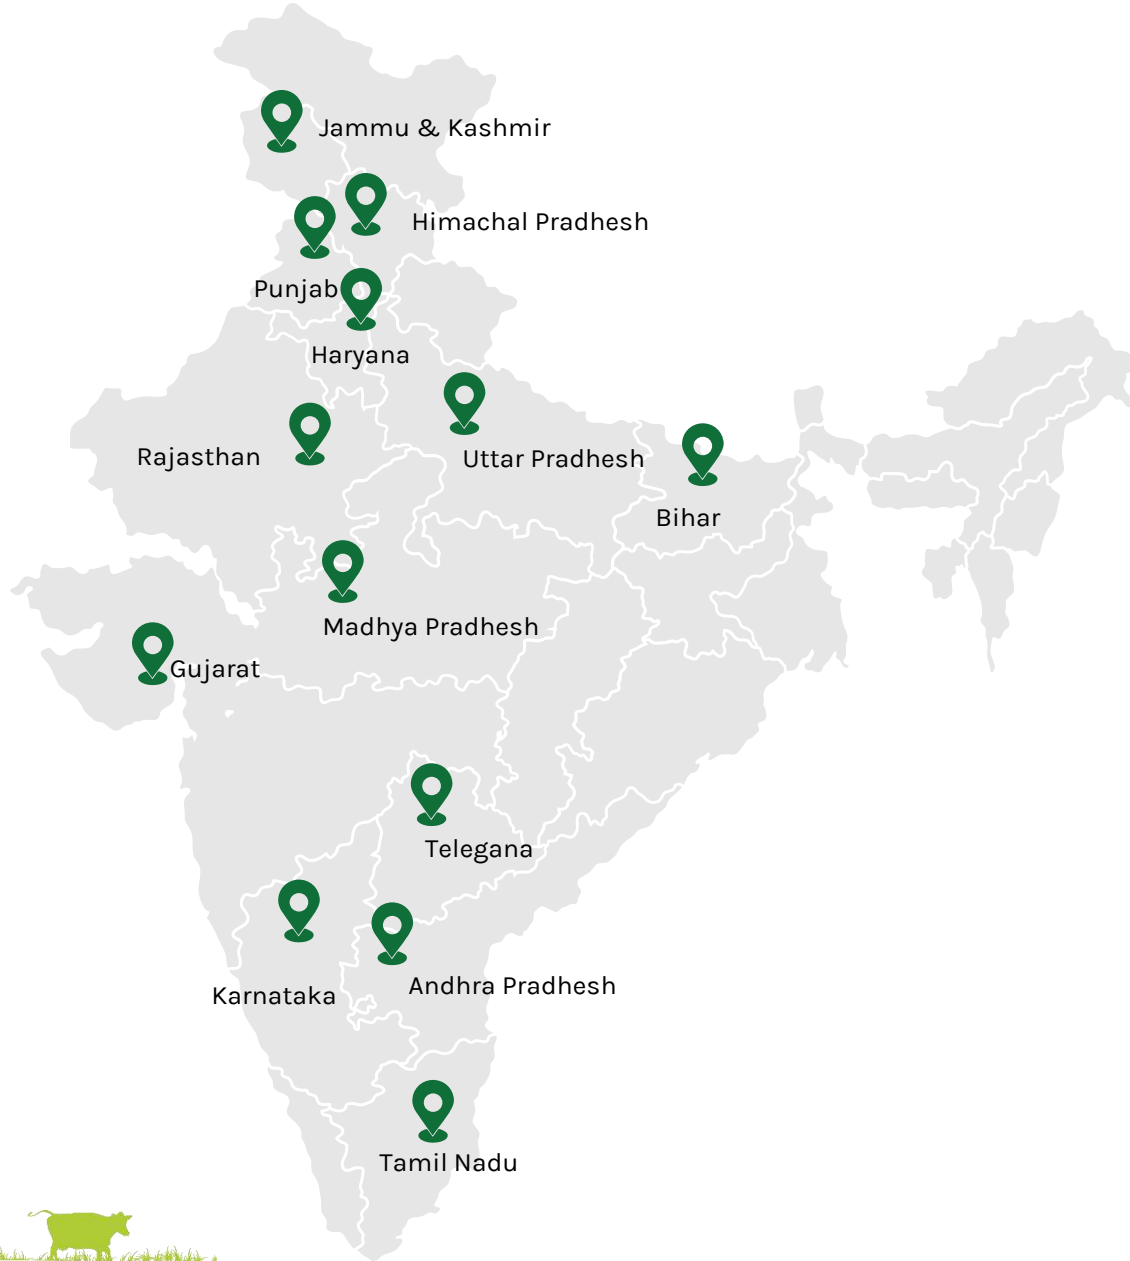 Jammu & Kashmir
Himachal Pradhesh
Punjab
Haryana
Rajasthan
Uttar Pradhesh
Bihar
Madhya Pradhesh
Gujarat
Telegana
Karnataka
Andhra Pradhesh
Tamil Nadu